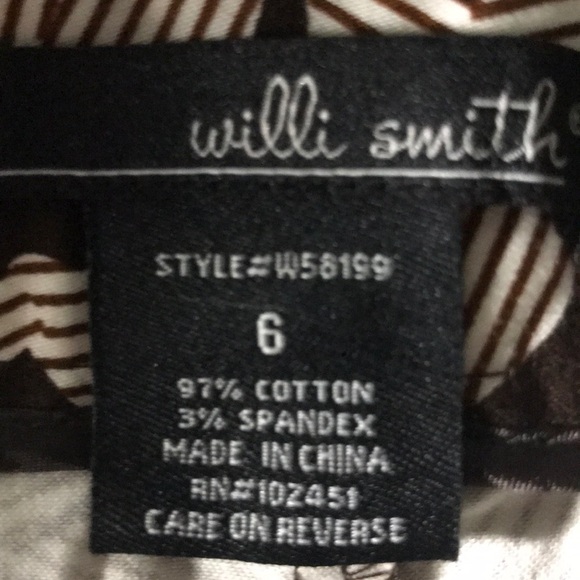 willi smith
STYLE#W58199
6
97% COTTON
3% SPANDEX
MADE IN CHINA
RN#102451
CARE ON REVERSE